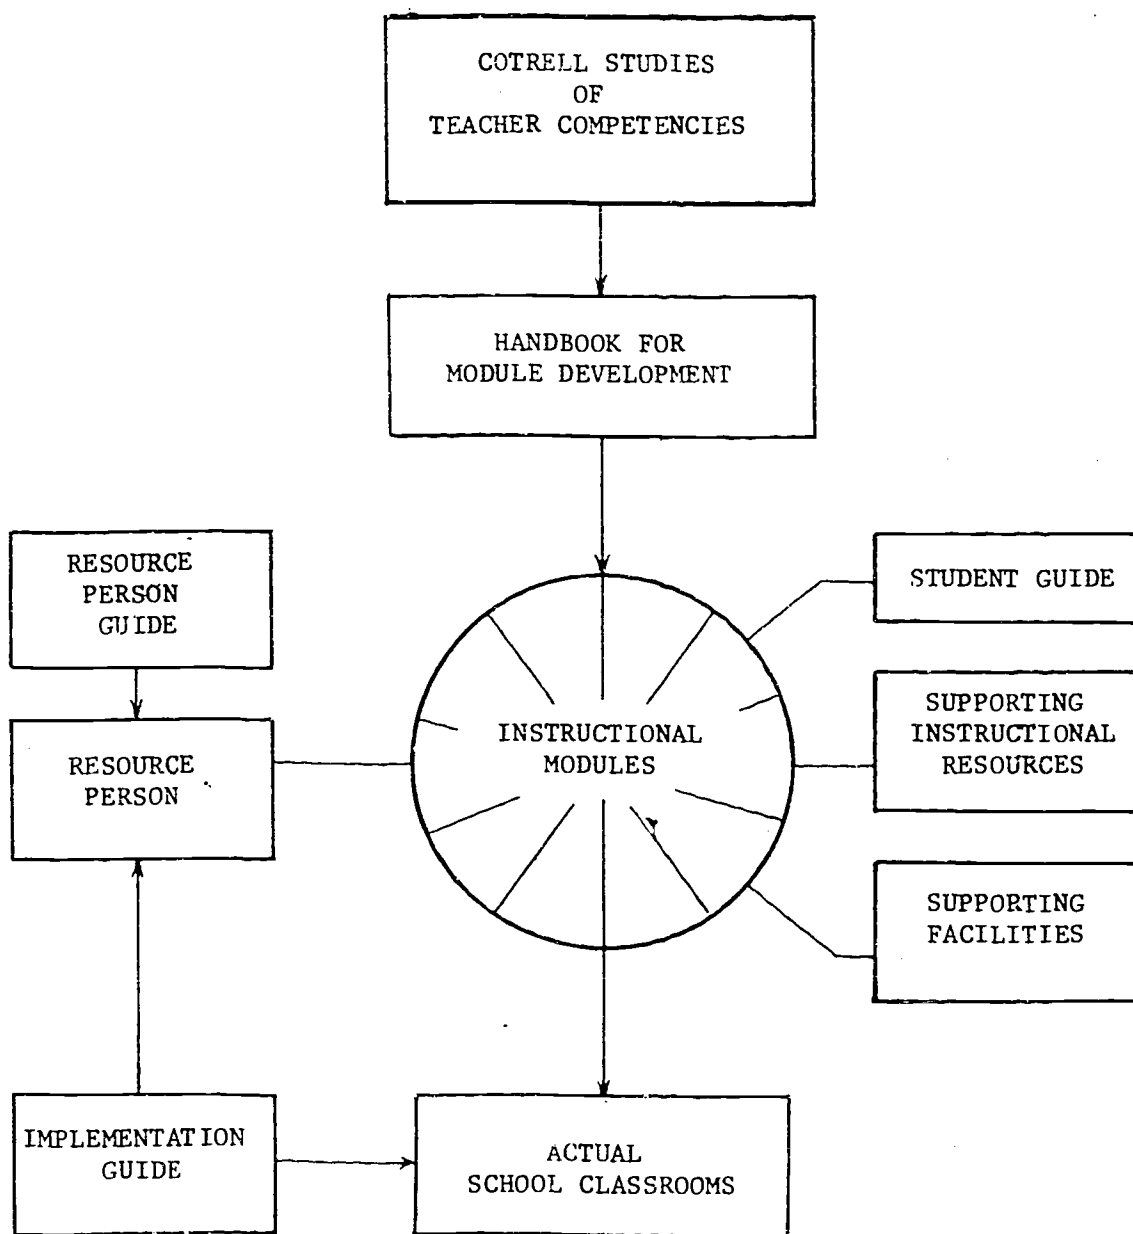 COTRELL STUDIES
OF
TEACHER COMPETENCIES
HANDBOOK FOR
MODULE DEVELOPMENT
RESOURCE
PERSON
GUIDE
STUDENT GUIDE
SUPPORTING
INSTRUCTIONAL
RESOURCES
RESOURCE
PERSON
INSTRUCTIONAL
MODULES
SUPPORTING
FACILITIES
IMPLEMENTATION
GUIDE
ACTUAL
SCHOOL CLASSROOMS